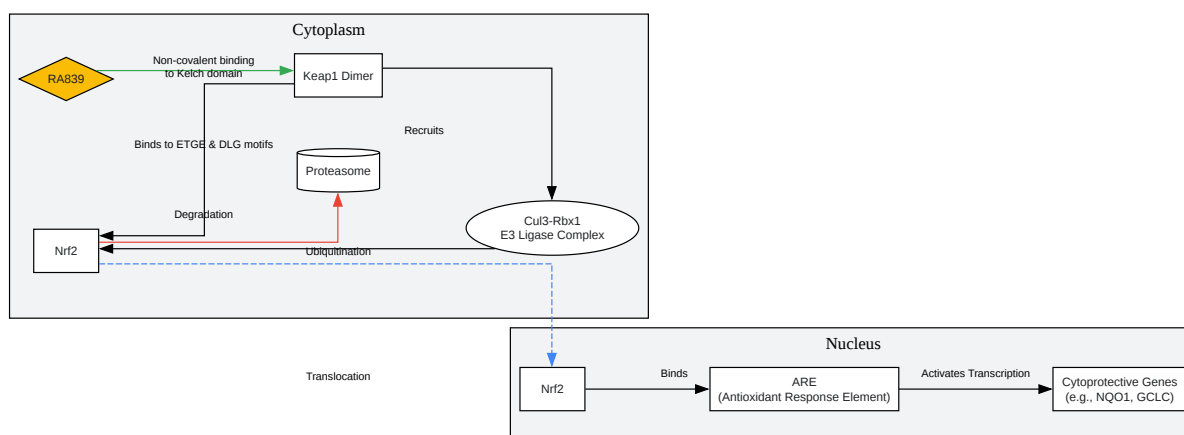 Cytoplasm
Non-covalent binding
to Kelch domain
RA839
Keap1 Dimer
Recruits
Binds to ETGE & DLG motifs
Proteasome
Degradation
Cul3-Rbx1
E3 Ligase Complex
Nrf2
Ubiquitination
Nucleus
Translocation
Nrf2
Binds
ARE
(Antioxidant Response Element)
Activates Transcription
Cytoprotective Genes
(e.g., NQO1, GCLC)